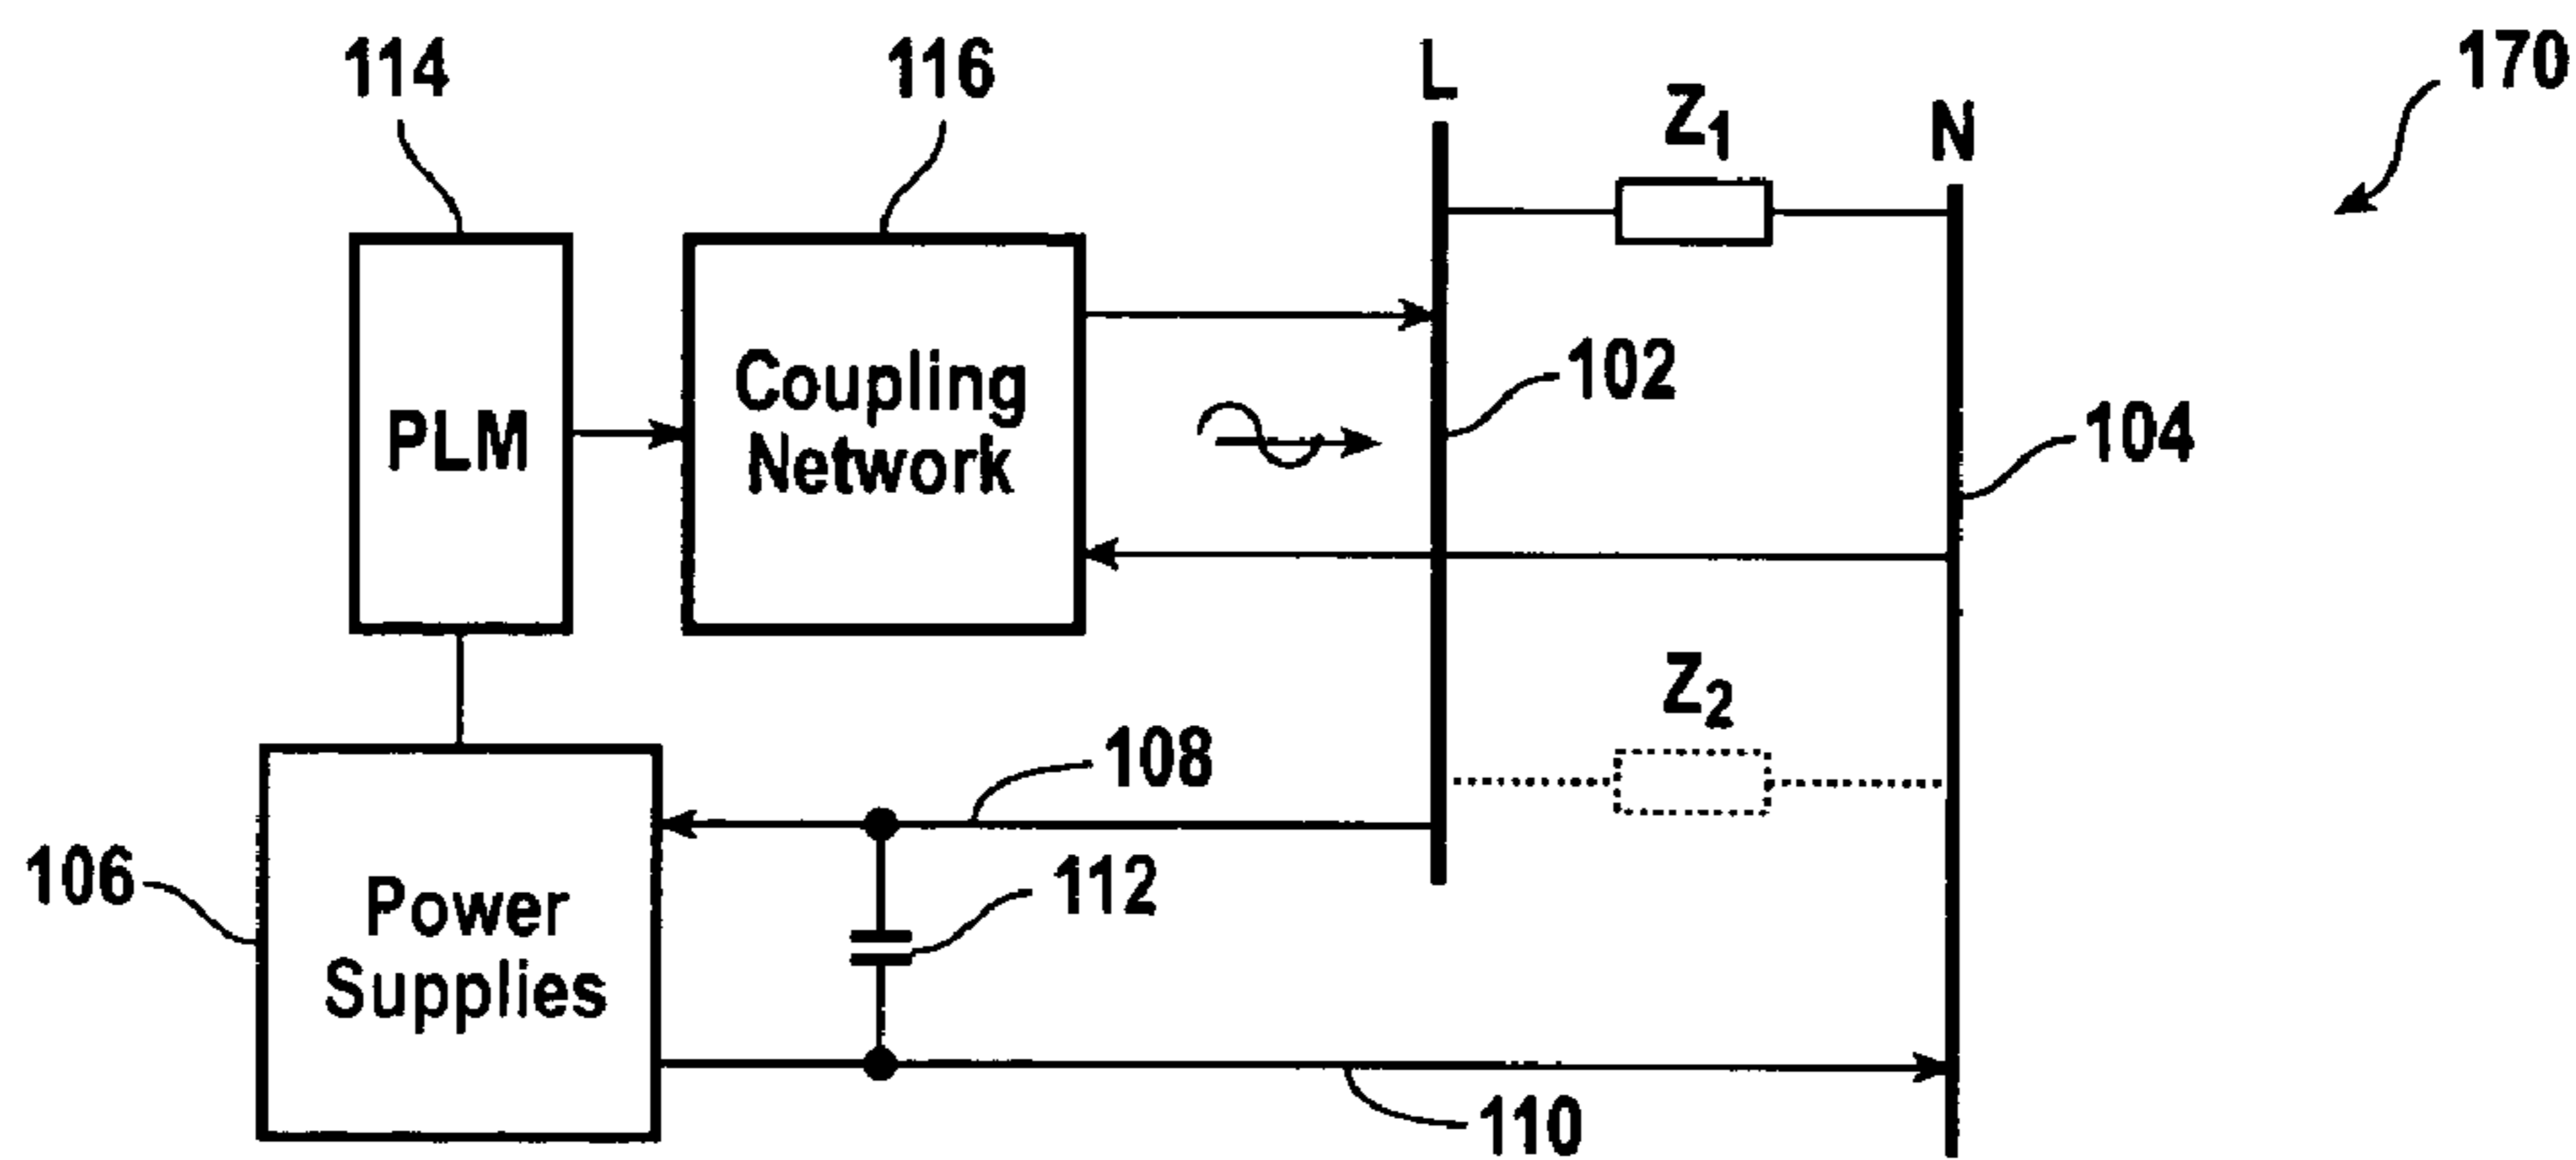 114
116
L
Z1
N
170
PLM
Coupling
Network
102
104
Z2
108
106
Power
Supplies
112
110